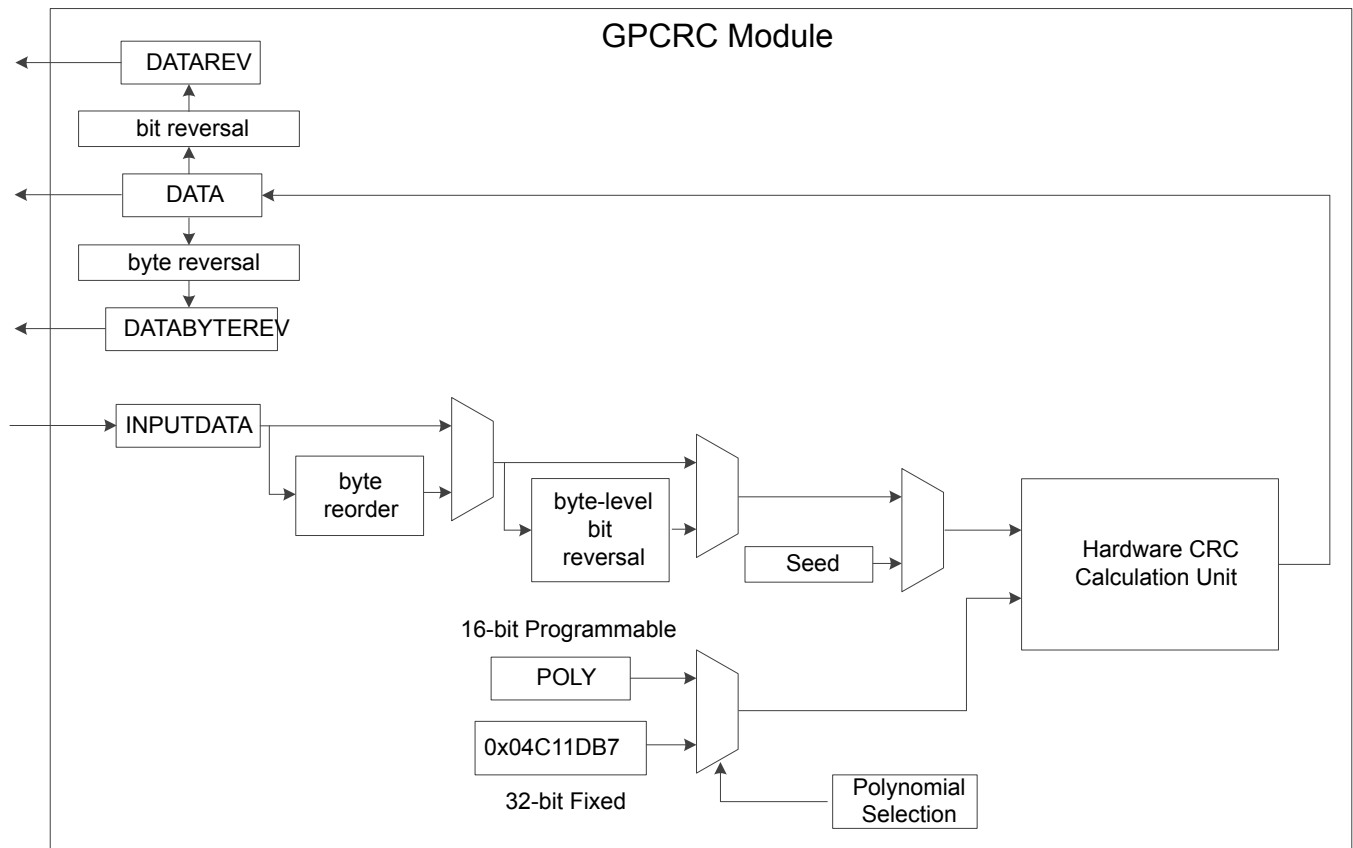 GPCRC Module
DATAREV
bit reversal
DATA
byte reversal
DATABYTEREV
INPUTDATA
byte
reorder
byte-level
bit
reversal
Seed
Hardware CRC
Calculation Unit
16-bit Programmable
POLY
0x04C11DB7
32-bit Fixed
Polynomial
Selection